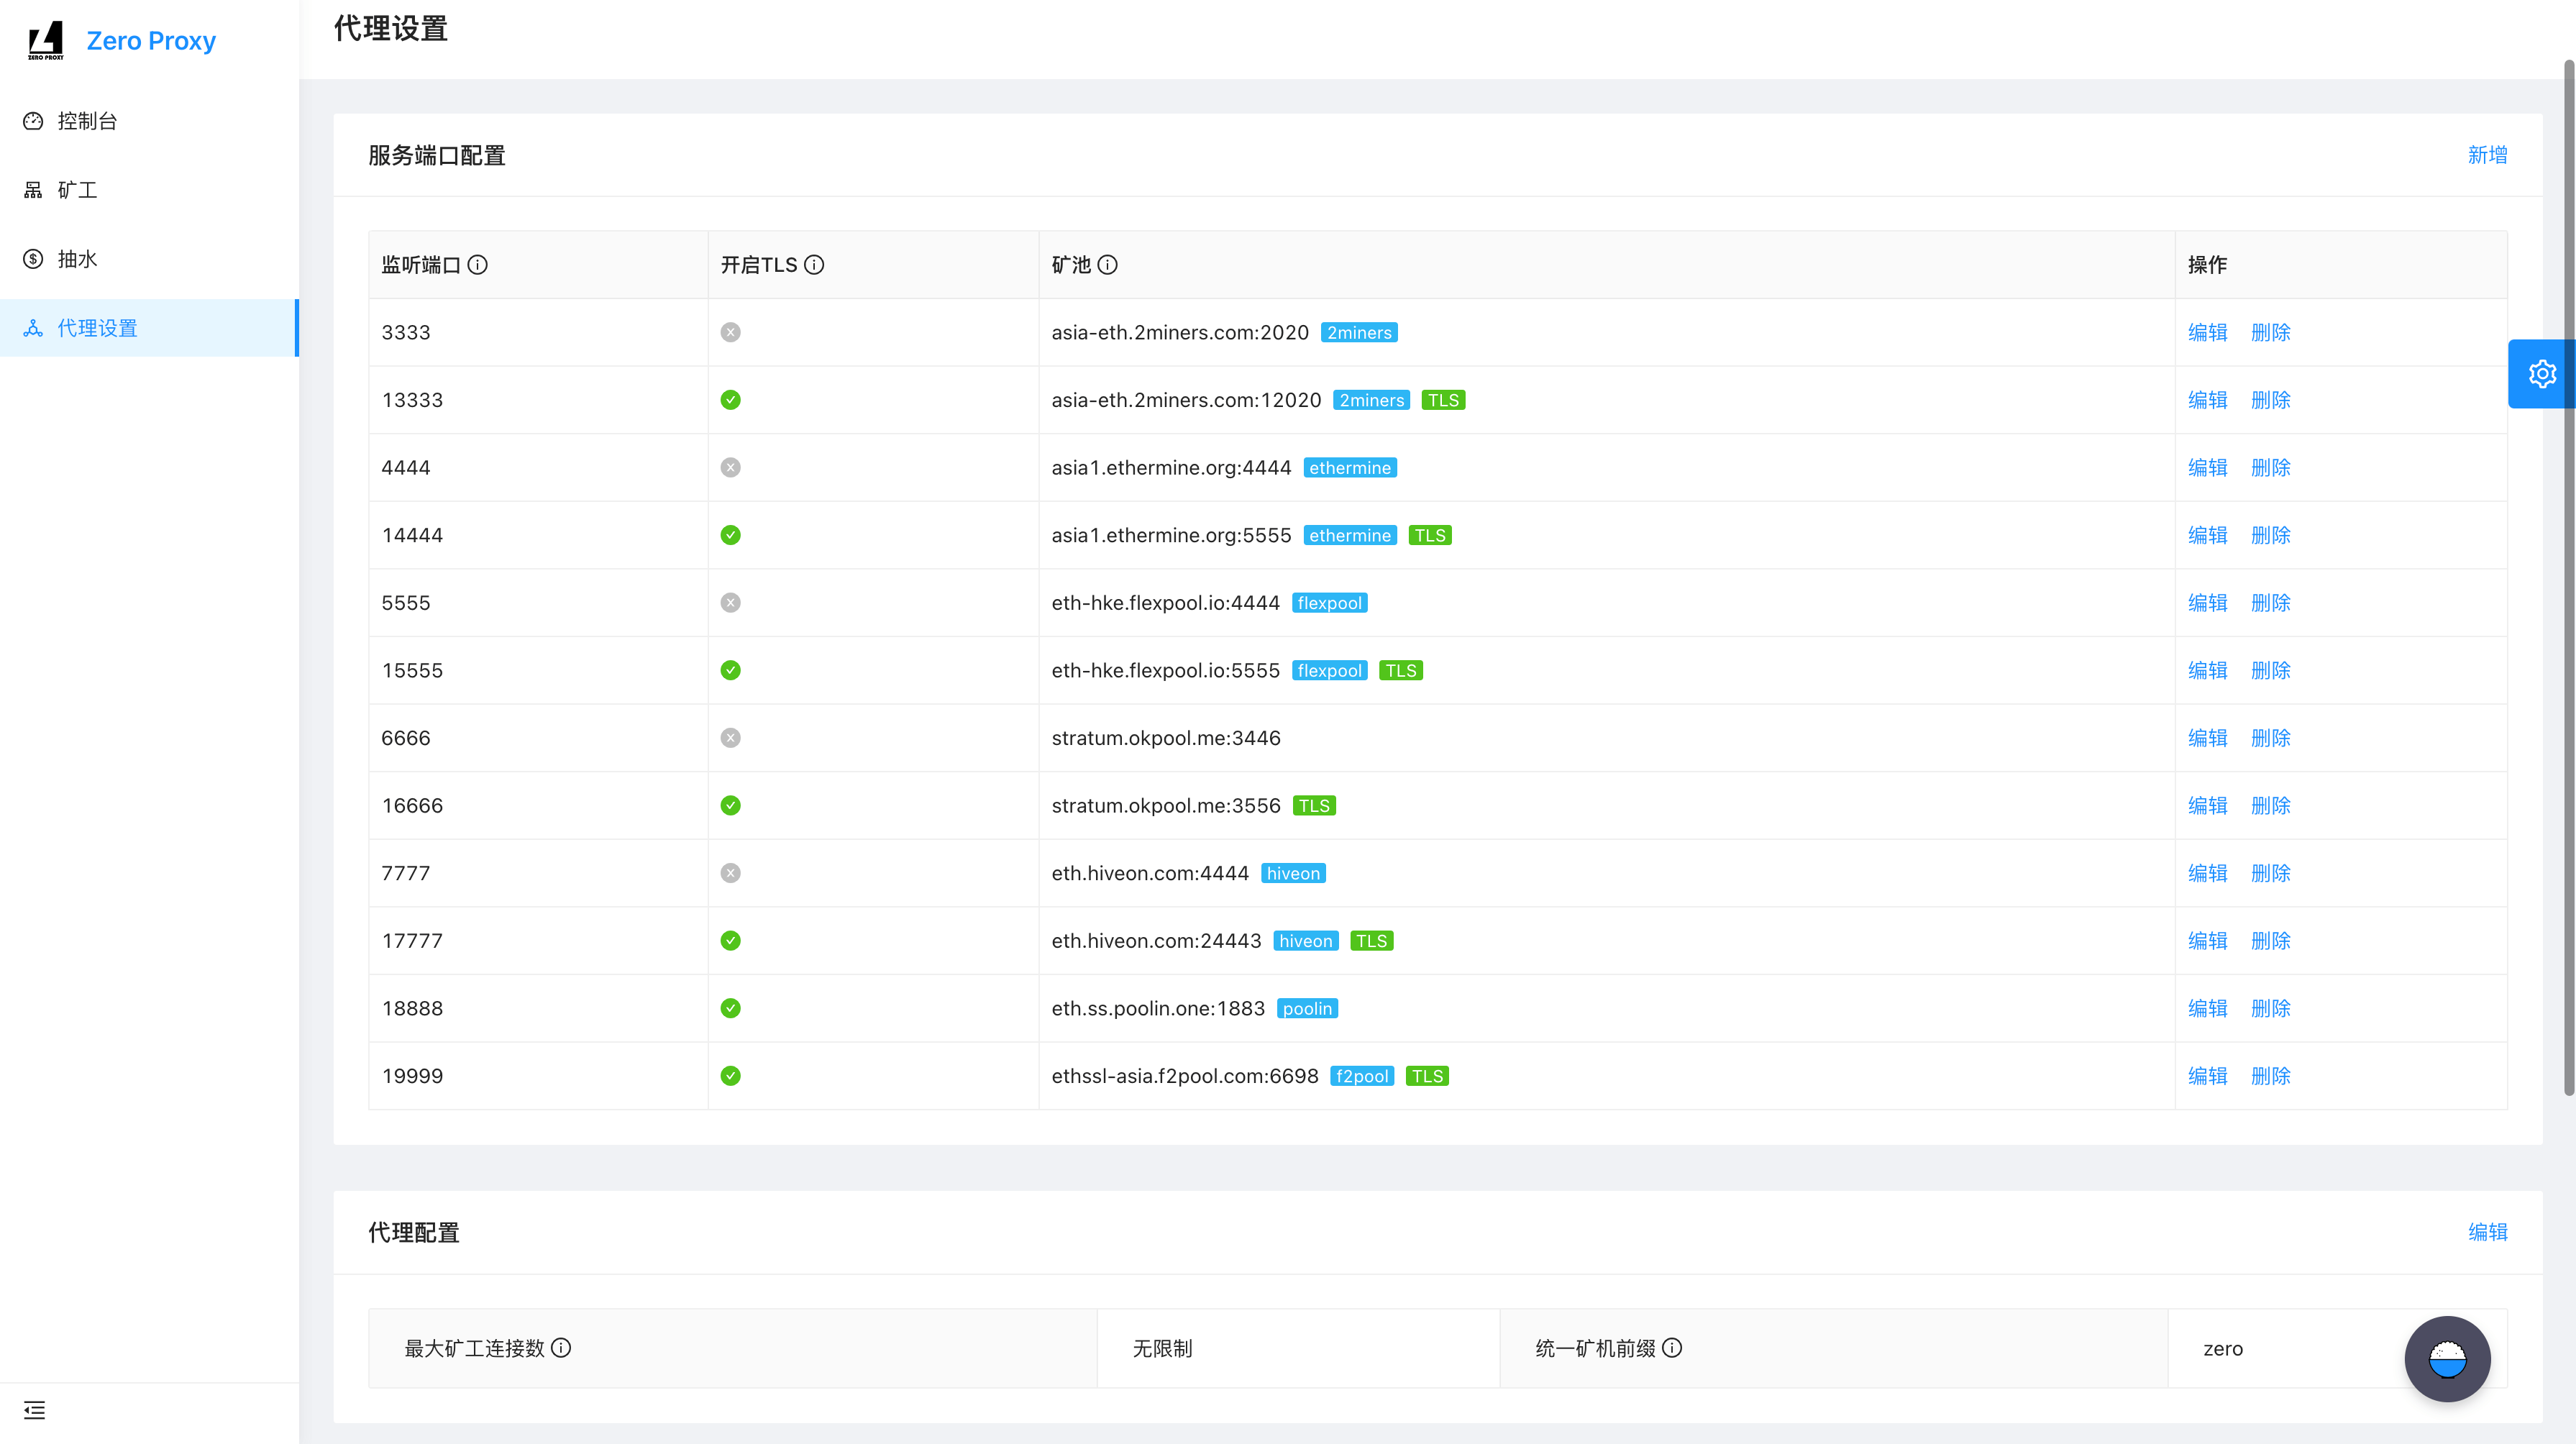 ZERO PROXY
Zero Proxy
控制台
矿工
抽水
代理设置
代理设置
服务端口配置 新增
监听端口 开启TLS 矿池 操作
3333 asia-eth.2miners.com:2020 2miners 编辑 删除
13333 asia-eth.2miners.com:12020 2miners TLS 编辑 删除
4444 asia1.ethermine.org:4444 ethermine 编辑 删除
14444 asia1.ethermine.org:5555 ethermine TLS 编辑 删除
5555 eth-hke.flexpool.io:4444 flexpool 编辑 删除
15555 eth-hke.flexpool.io:5555 flexpool TLS 编辑 删除
6666 stratum.okpool.me:3446 编辑 删除
16666 stratum.okpool.me:3556 TLS 编辑 删除
7777 eth.hiveon.com:4444 hiveon 编辑 删除
17777 eth.hiveon.com:24443 hiveon TLS 编辑 删除
18888 eth.ss.poolin.one:1883 poolin 编辑 删除
19999 ethssl-asia.f2pool.com:6698 f2pool TLS 编辑 删除
代理配置 编辑
最大矿工连接数 无限制 统一矿机前缀 zero